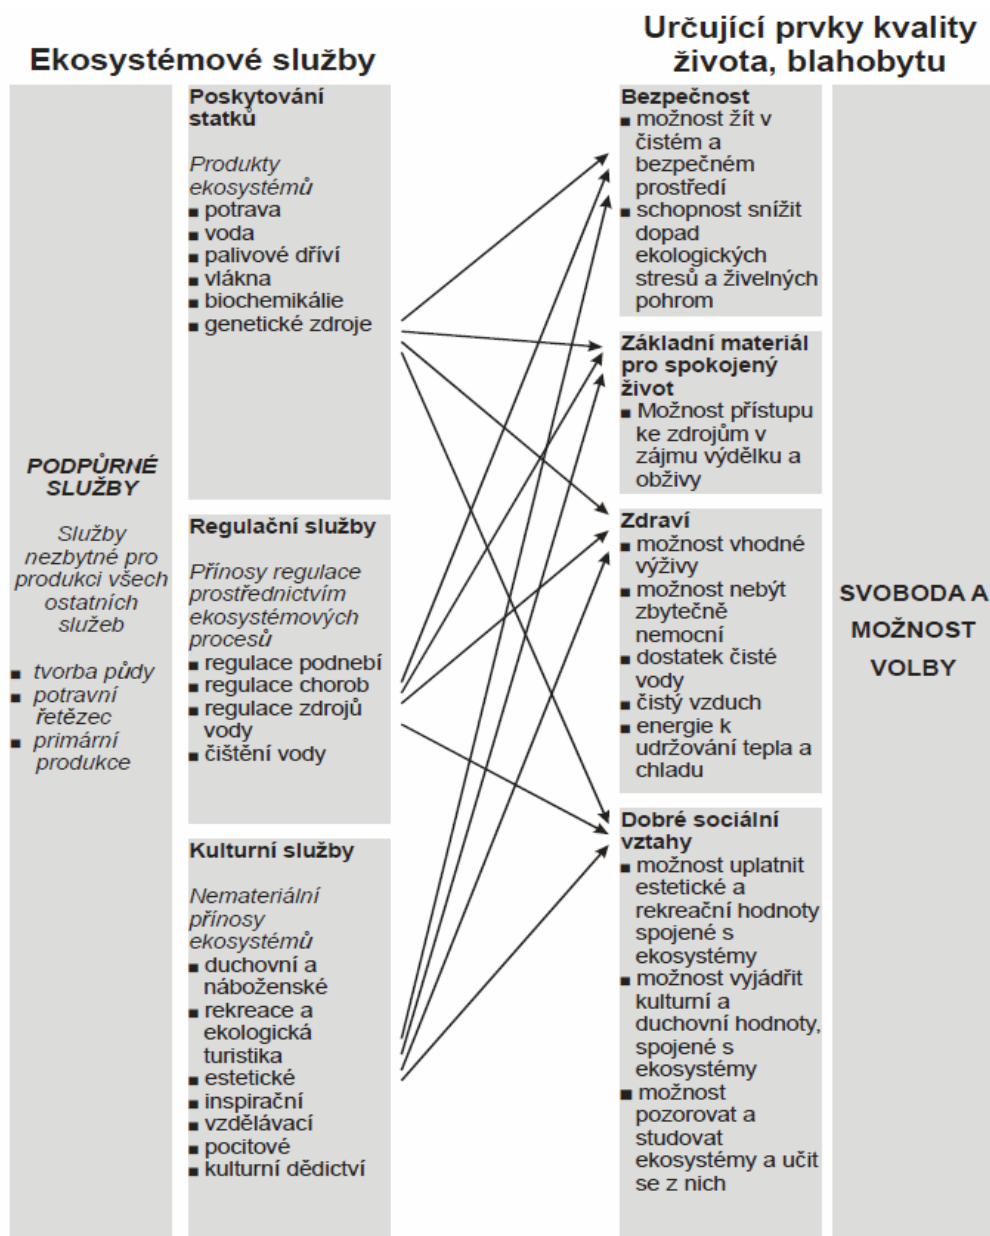 Ekosystémové služby
Určující prvky kvality
života, blahobytu
PODPŮRNÉ
SLUŽBY
Služby
nezbytné pro
produkci všech
ostatních
služeb
■ tvorba půdy
■ potravní
řetězec
■ primární
produkce
Poskytování
statků
Produkty
ekosystémů
■ potrava
■ voda
■ palivové dříví
■ vlákna
■ biochemikálie
■ genetické zdroje
Regulační služby
Přínosy regulace
prostřednictvím
ekosystémových
procesů
■ regulace podnebí
■ regulace chorob
■ regulace zdrojů
vody
■ čištění vody
Kulturní služby
Nemateriální
přínosy
ekosystémů
■ duchovní a
náboženské
■ rekreace a
ekologická
turistika
■ estetické
■ inspirační
■ vzdělávací
■ pocitové
■ kulturní dědictví
Bezpečnost
■ možnost žít v
čistém a
bezpečném
prostředí
■ schopnost snížit
dopad
ekologických
stresů a živelných
pohrom
Základní materiál
pro spokojený
život
■ Možnost přístupu
ke zdrojům v
zájmu výdělku a
obživy
Zdraví
■ možnost vhodné
výživy
■ možnost nebýt
zbytečně
nemocní
■ dostatek čisté
vody
■ čistý vzduch
■ energie k
udržování tepla a
chladu
Dobré sociální
vztahy
■ možnost uplatnit
estetické a
rekreační hodnoty
spojené s
ekosystémy
■ možnost vyjádřit
kulturní a
duchovní hodnoty,
spojené s
ekosystémy
■ možnost
pozorovat a
studovat
ekosystémy a učit
se z nich
SVOBODA A
MOŽNOST
VOLBY